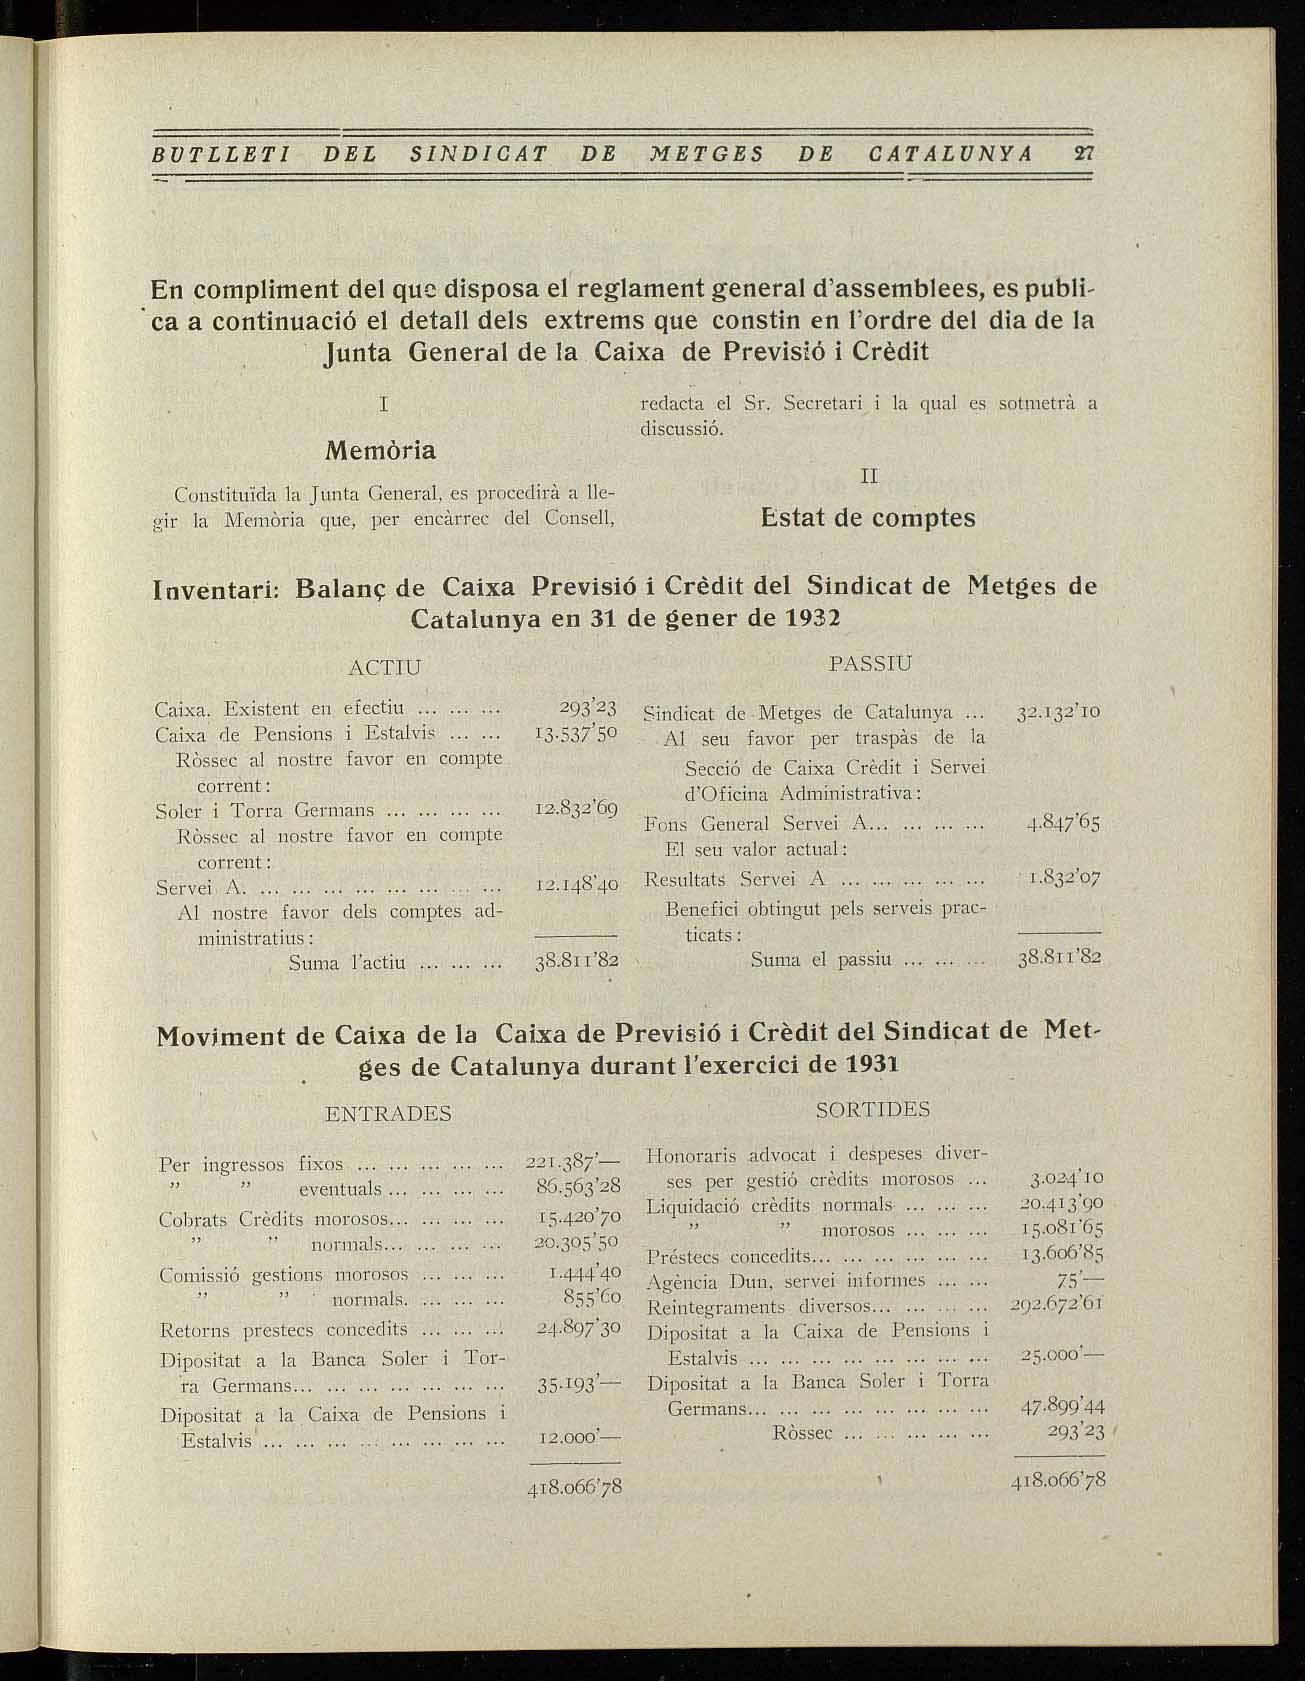 BUTLLETI DEL SINDICAT DE METGES DE CATALUNYA 27
En compliment del que disposa el reglament general d'assemblees, es publi-
ca a continuació el detall dels extrems que constin en l'ordre del dia de la
Junta General de la Caixa de Previsió i Crèdit
I
Memòria
Constituïda la Junta General, es procedirà a lle-
gir la Memòria que, per encàrrec del Consell,
redacta el Sr. Secretari i la qual es sotmetrà a
discussió.
II
Estat de comptes
Inventari: Balanç de Caixa Previsió i Crèdit del Sindicat de Metges de
Catalunya en 31 de gener de 1932
ACTIU
Caixa. Existent en efectiu ... ... ... 293'23
Caixa de Pensions i Estalvis ... ... 13.537'50
Ròssec al nostre favor en compte
corrent:
Soler i Torra Germans ... ... ... ... 12.832'69
Ròssec al nostre favor en compte
corrent:
Servei A. ... ... ... ... ... ... ... ... 12.148'40
Al nostre favor dels comptes ad-
ministratius:
Suma l'actiu ... ... ... 38.811'82
PASSIU
Sindicat de Metges de Catalunya ... 32.132'10
Al seu favor per traspàs de la
Secció de Caixa Crèdit i Servei
d'Oficina Administrativa:
Fons General Servei A... ... ... ... 4.847'65
El seu valor actual:
Resultats Servei A ... ... ... ... ... 1.832'07
Benefici obtingut pels serveis prac-
ticats:
Suma el passiu ... ... ... 38.811'82
Moviment de Caixa de la Caixa de Previsió i Crèdit del Sindicat de Met-
ges de Catalunya durant l'exercici de 1931
ENTRADES
Per ingressos fixos ... ... ... ... ... 221.387'—
" " eventuals ... ... ... ... 86.563'28
Cobrats Crèdits morosos... ... ... ... 15.420'70
" " normals... ... ... ... 20.305'50
Comissió gestions morosos ... ... ... 1.444'40
" " normals. ... ... ... 855'60
Retorns prestecs concedits ... ... ... 24.897'30
Dipositat a la Banca Soler i Tor-
ra Germans... ... ... ... ... ... ... 35.193'—
Dipositat a la Caixa de Pensions i
Estalvis ... ... ... ... ... ... ... ... 12.000'—
418.066'78
SORTIDES
Honoraris advocat i despeses diver-
ses per gestió crèdits morosos ... 3.024'10
Liquidació crèdits normals ... ... ... 20.413'90
" " morosos ... ... ... 15.081'65
Préstecs concedits... ... ... ... ... ... 13.606'85
Agència Dun, servei informes ... ... 75'—
Reintegraments diversos... ... ... ... 292.672'61
Dipositat a la Caixa de Pensions i
Estalvis ... ... ... ... ... ... ... ... 25.000'—
Dipositat a la Banca Soler i Torra
Germans... ... ... ... ... ... ... ... 47.899'44
Ròssec ... ... ... ... ... 293'23
418.066'78